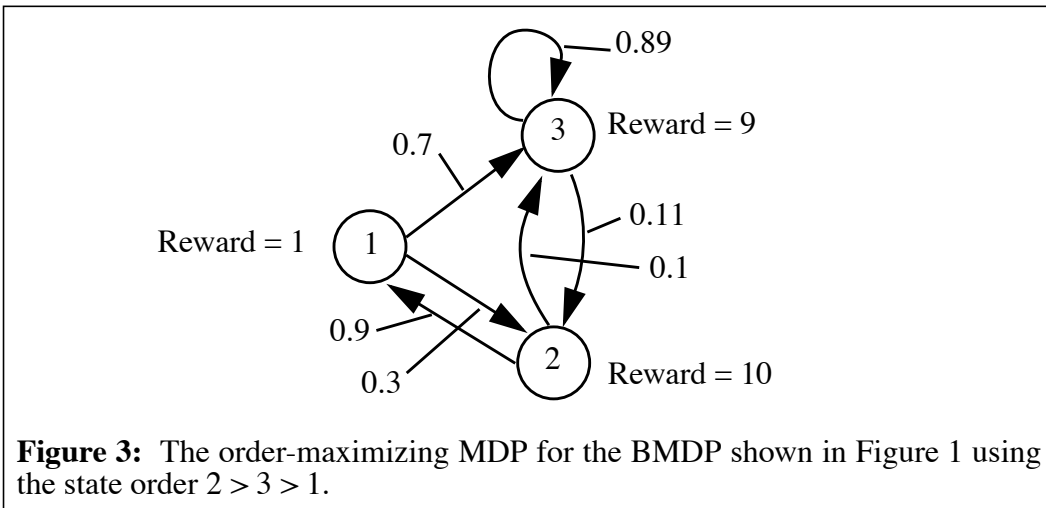 0.89
3
Reward = 9
0.7
0.11
Reward = 1
1
0.1
0.9
0.3
2
Reward = 10
Figure 3: The order-maximizing MDP for the BMDP shown in Figure 1 using
the state order 2 > 3 > 1.